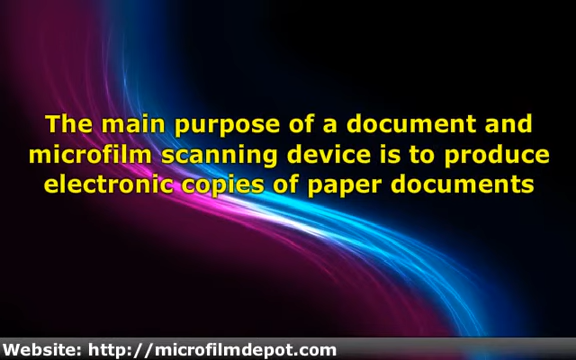 The main purpose of a document and
microfilm scanning device is to produce
electronic copies of paper documents
Website: http://microfilmdepot.com